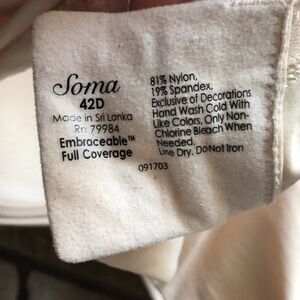 Soma
42D
Made in Sri Lanka
Rn 79984
Embraceable™
Full Coverage
81% Nylon,
19% Spandex,
Exclusive of Decorations
Hand Wash Cold With
Like Colors, Only Non-
Chlorine Bleach When
Needed.
Line Dry. Do Not Iron
091703